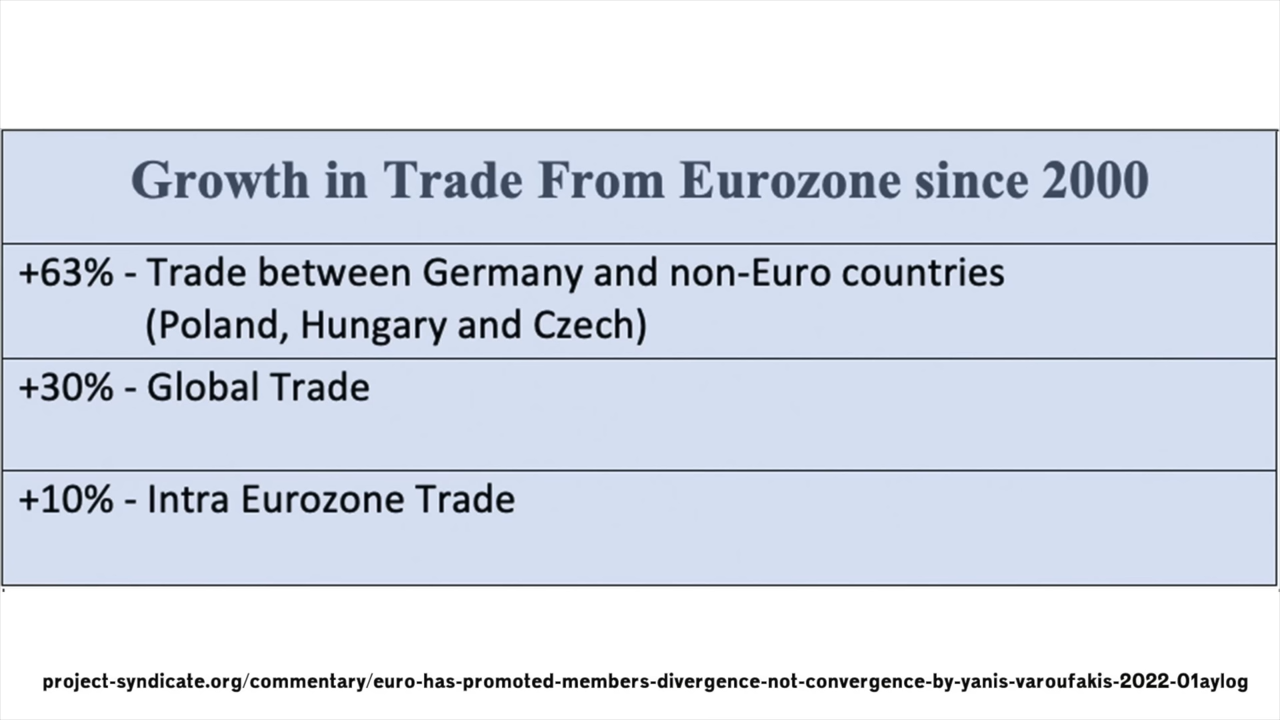 Growth in Trade From Eurozone since 2000
+63% - Trade between Germany and non-Euro countries
(Poland, Hungary and Czech)
+30% - Global Trade
+10% - Intra Eurozone Trade
project-syndicate.org/commentary/euro-has-promoted-members-divergence-not-convergence-by-yanis-varoufakis-2022-01aylog